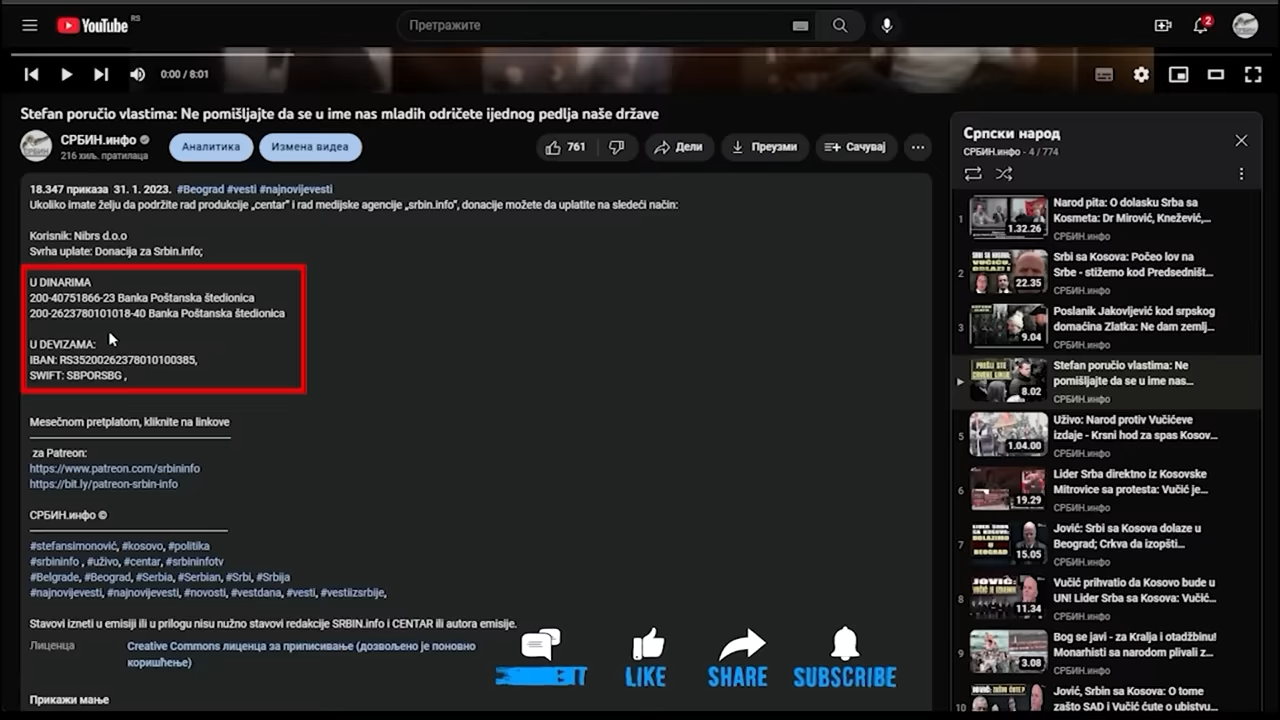 YouTube RS
Претражите
2
0:00 / 8:01
Stefan poručio vlastima: Ne pomišljajte da se u ime nas mladih odričete ijednog pedlja naše države
СРБИН.инфо
216 хиљ. пратилаца
Аналитика
Измена видеа
761
Дели
Преузми
Сачувај
18.347 приказа 31. 1. 2023. #Beograd #vesti #najnovijevesti
Ukoliko imate želju da podržite rad produkcije „centar" i rad medijske agencije „srbin.info", donacije možete da uplatite na sledeći način:
Korisnik: Nibrs d.o.o
Svrha uplate: Donacija za Srbin.info;
U DINARIMA
200-40751866-23 Banka Poštanska štedionica
200-2623780101018-40 Banka Poštanska štedionica
U DEVIZAMA:
IBAN: RS35200262378010100385,
SWIFT: SBPORSBG ,
Mesečnom pretplatom, kliknite na linkove
za Patreon:
https://www.patreon.com/srbininfo
https://bit.ly/patreon-srbin-info
СРБИН.инфо ©
#stefansimonović, #kosovo, #politika
#srbininfo , #uživo, #centar, #srbininfotv
#Belgrade, #Beograd, #Serbia, #Serbian, #Srbi, #Srbija
#najnovijevesti, #najnovijevesti, #novosti, #vestdana, #vesti, #vestiizsrbije,
Stavovi izneti u emisiji ili u prilogu nisu nužno stavovi redakcije SRBIN.info i CENTAR ili autora emisije.
Лиценца
Creative Commons лиценца за приписивање (дозвољено је поновно
коришћење)
Прикажи мање
LIKE
SHARE
SUBSCRIBE
Српски народ
СРБИН.инфо - 4 / 774
1
1.32.26
Narod pita: O dolasku Srba sa
Kosmeta: Dr Mirović, Knežević,...
СРБИН.инфо
2
22.35
Srbi sa Kosova: Počeo lov na
Srbe - stižemo kod Predsedništ...
СРБИН.инфо
3
9.04
Poslanik Jakovljević kod srpskog
domaćina Zlatka: Ne dam zemlj...
СРБИН.инфо
8.02
Stefan poručio vlastima: Ne
pomišljajte da se u ime nas...
СРБИН.инфо
5
1.04.00
Uživo: Narod protiv Vučićeve
izdaje - Krsni hod za spas Kosov...
СРБИН.инфо
6
19.29
Lider Srba direktno iz Kosovske
Mitrovice sa protesta: Vučić je...
СРБИН.инфо
7
15.05
Jović: Srbi sa Kosova dolaze u
Beograd; Crkva da izopšti...
СРБИН.инфо
8
JOVIĆ:
11.34
Vučić prihvatio da Kosovo bude u
UN! Lider Srba sa Kosova: Vučić...
СРБИН.инфо
9
3.08
Bog se javi - za Kralja i otadžbinu!
Monarhisti sa narodom plivali z...
СРБИН.инфо
10
Jović, Srbin sa Kosova: O tome
zašto SAD i Vučić ćute o ubistvu...